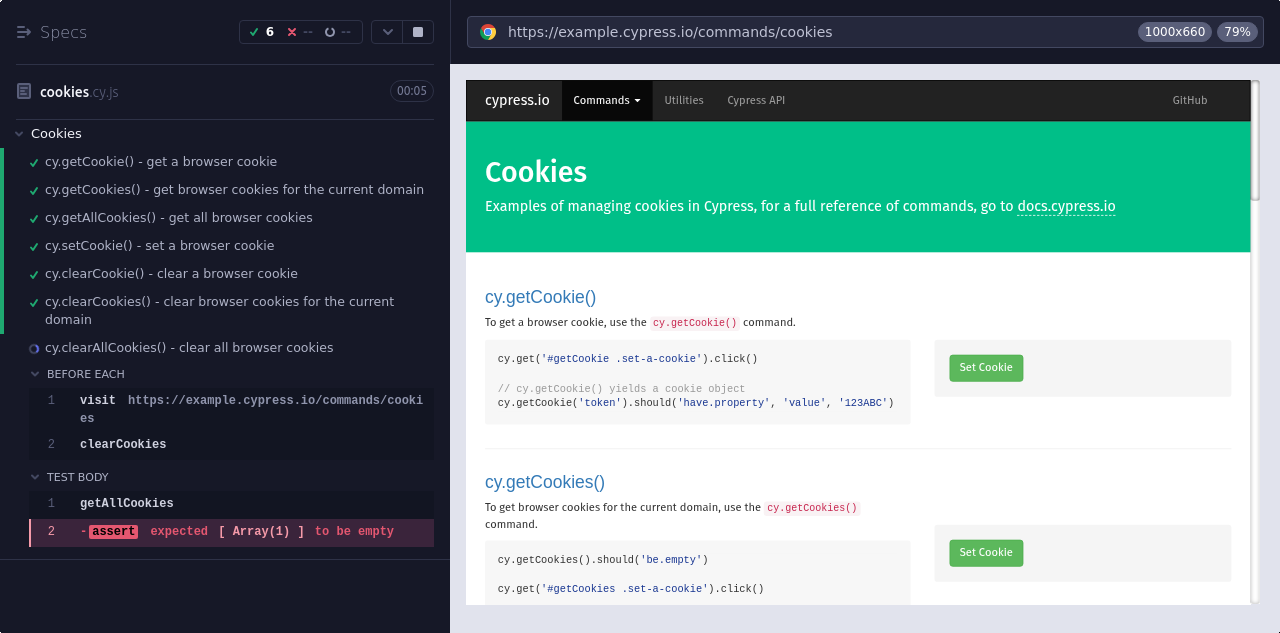 Specs
6
--
--
cookies.cy.js
00:05
Cookies
cy.getCookie() - get a browser cookie
cy.getCookies() - get browser cookies for the current domain
cy.getAllCookies() - get all browser cookies
cy.setCookie() - set a browser cookie
cy.clearCookie() - clear a browser cookie
cy.clearCookies() - clear browser cookies for the current
domain
cy.clearAllCookies() - clear all browser cookies
BEFORE EACH
1 visit https://example.cypress.io/commands/cooki
es
2 clearCookies
TEST BODY
1 getAllCookies
2 -assert expected [ Array(1) ] to be empty
https://example.cypress.io/commands/cookies
1000x660
79%
cypress.io
Commands
Utilities
Cypress API
GitHub
Cookies
Examples of managing cookies in Cypress, for a full reference of commands, go to docs.cypress.io
cy.getCookie()
To get a browser cookie, use the cy.getCookie() command.
cy.get('#getCookie .set-a-cookie').click()
// cy.getCookie() yields a cookie object
cy.getCookie('token').should('have.property', 'value', '123ABC')
Set Cookie
cy.getCookies()
To get browser cookies for the current domain, use the cy.getCookies()
command.
cy.getCookies().should('be.empty')
cy.get('#getCookies .set-a-cookie').click()
Set Cookie